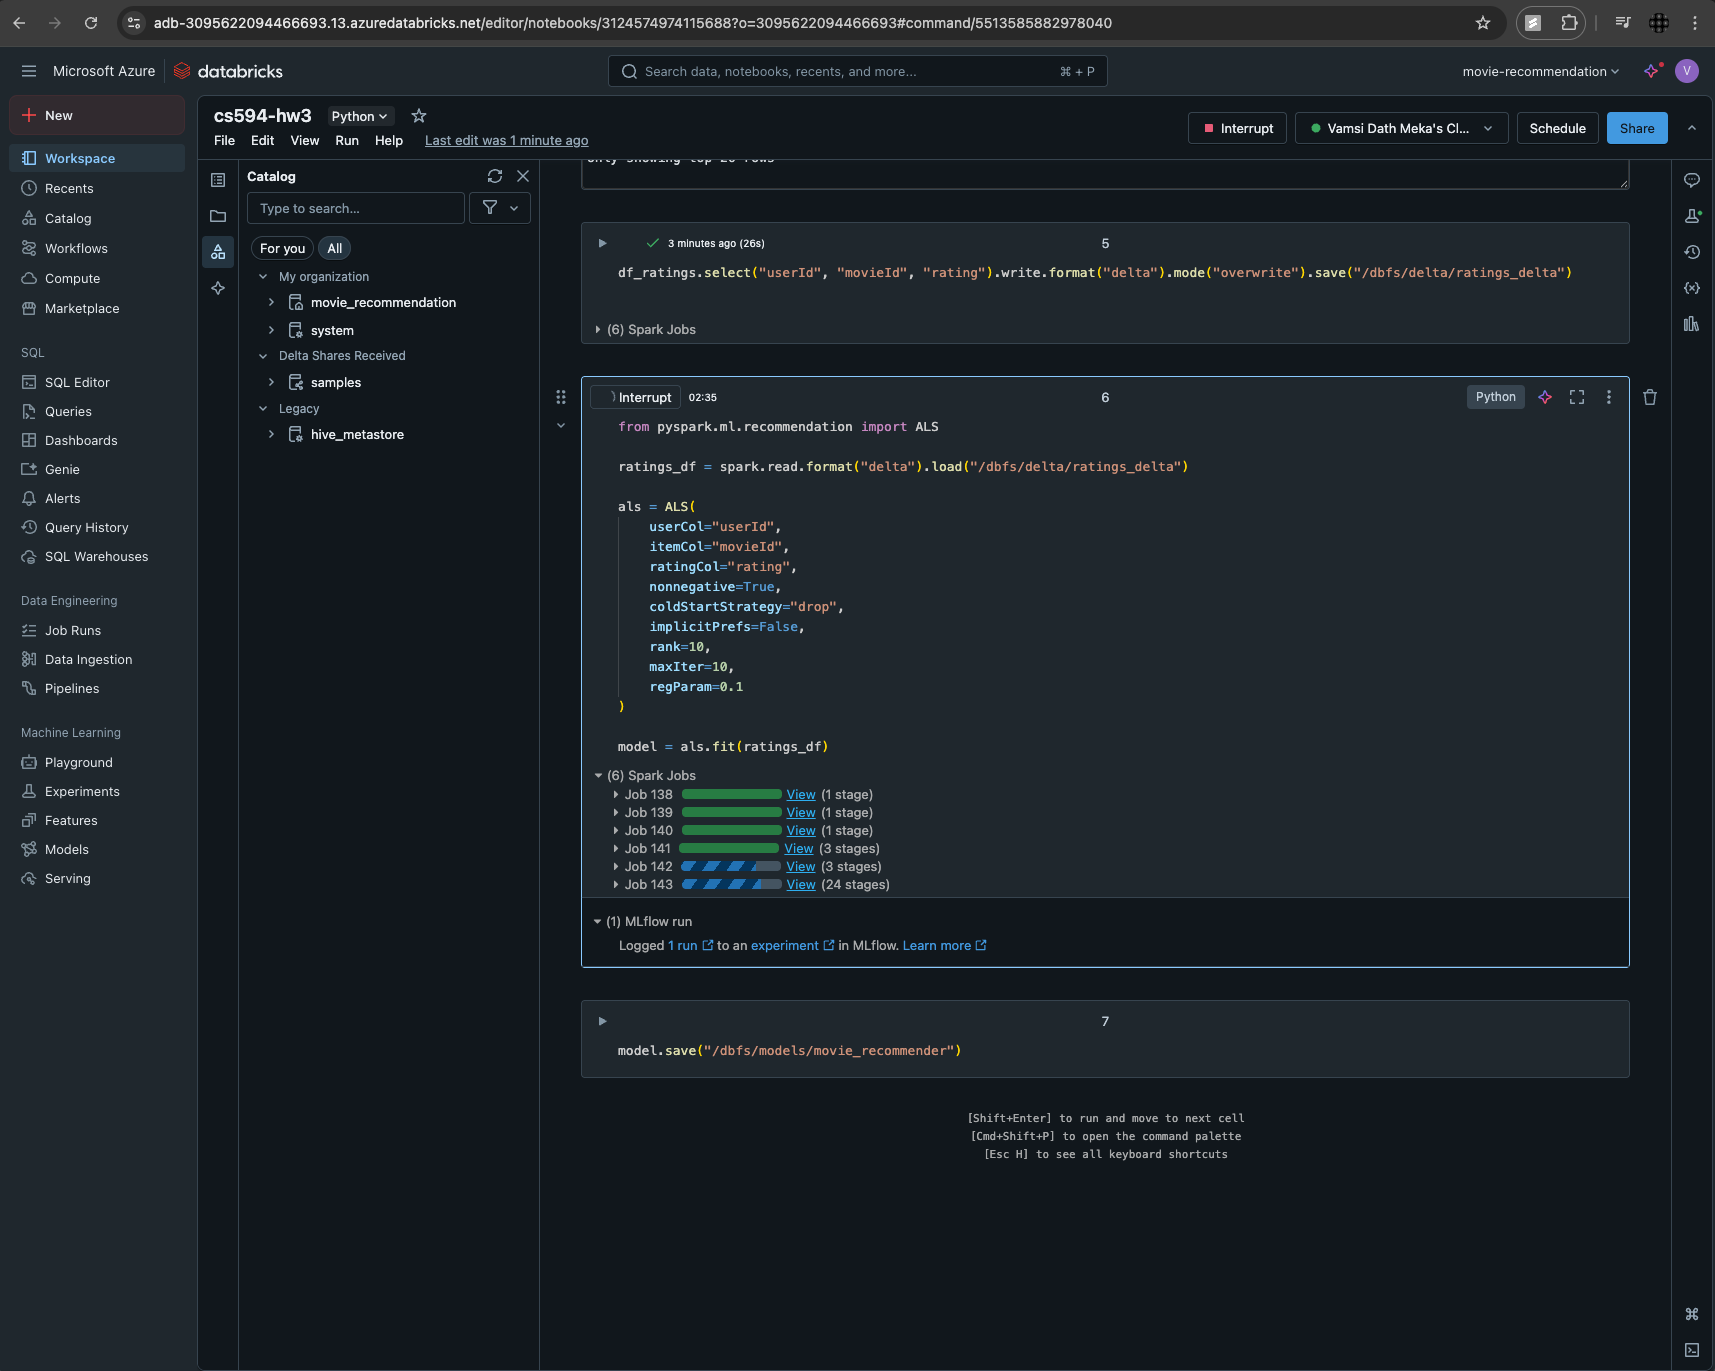 adb-3095622094466693.13.azuredatabricks.net/editor/notebooks/3124574974115688?o=3095622094466693#command/5513585882978040
Microsoft Azure databricks
Search data, notebooks, recents, and more... ⌘ + P
movie-recommendation
V
New
Workspace
Recents
Catalog
Workflows
Compute
Marketplace
SQL
SQL Editor
Queries
Dashboards
Genie
Alerts
Query History
SQL Warehouses
Data Engineering
Job Runs
Data Ingestion
Pipelines
Machine Learning
Playground
Experiments
Features
Models
Serving
cs594-hw3 Python
File Edit View Run Help Last edit was 1 minute ago
Interrupt Vamsi Dath Meka's Cl... Schedule Share
Catalog
Type to search...
For you All
My organization
movie_recommendation
system
Delta Shares Received
samples
Legacy
hive_metastore
only showing top 20 rows
3 minutes ago (26s) 5
df_ratings.select("userId", "movieId", "rating").write.format("delta").mode("overwrite").save("/dbfs/delta/ratings_delta")
(6) Spark Jobs
Interrupt 02:35 6 Python
from pyspark.ml.recommendation import ALS
ratings_df = spark.read.format("delta").load("/dbfs/delta/ratings_delta")
als = ALS(
userCol="userId",
itemCol="movieId",
ratingCol="rating",
nonnegative=True,
coldStartStrategy="drop",
implicitPrefs=False,
rank=10,
maxIter=10,
regParam=0.1
)
model = als.fit(ratings_df)
(6) Spark Jobs
Job 138 View (1 stage)
Job 139 View (1 stage)
Job 140 View (1 stage)
Job 141 View (3 stages)
Job 142 View (3 stages)
Job 143 View (24 stages)
(1) MLflow run
Logged 1 run to an experiment in MLflow. Learn more
7
model.save("/dbfs/models/movie_recommender")
[Shift+Enter] to run and move to next cell
[Cmd+Shift+P] to open the command palette
[Esc H] to see all keyboard shortcuts